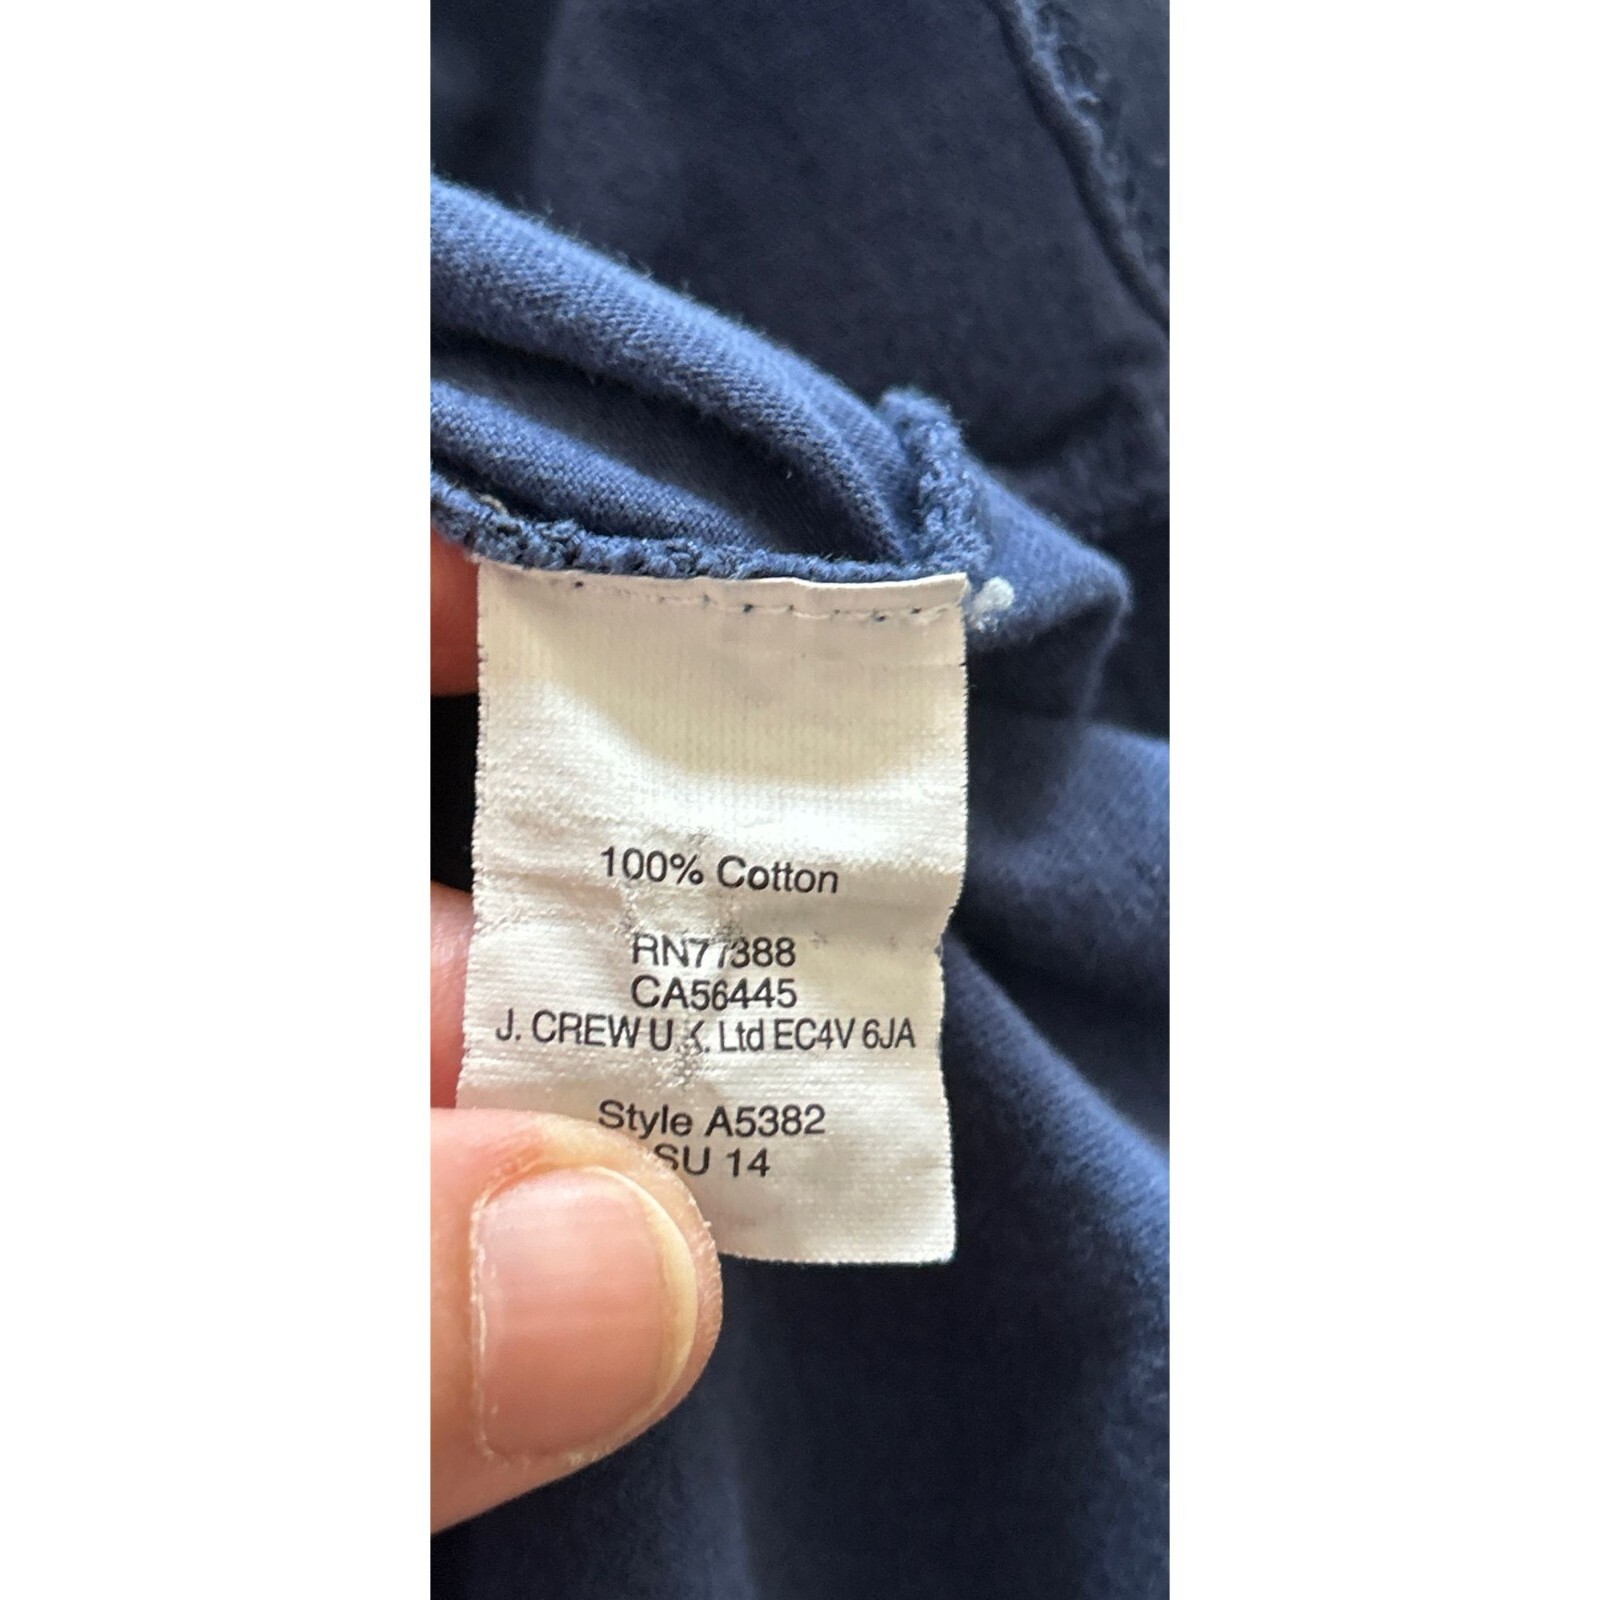 100% Cotton
RN77388
CA56445
J. CREW U.K. Ltd EC4V 6JA
Style A5382
SU 14